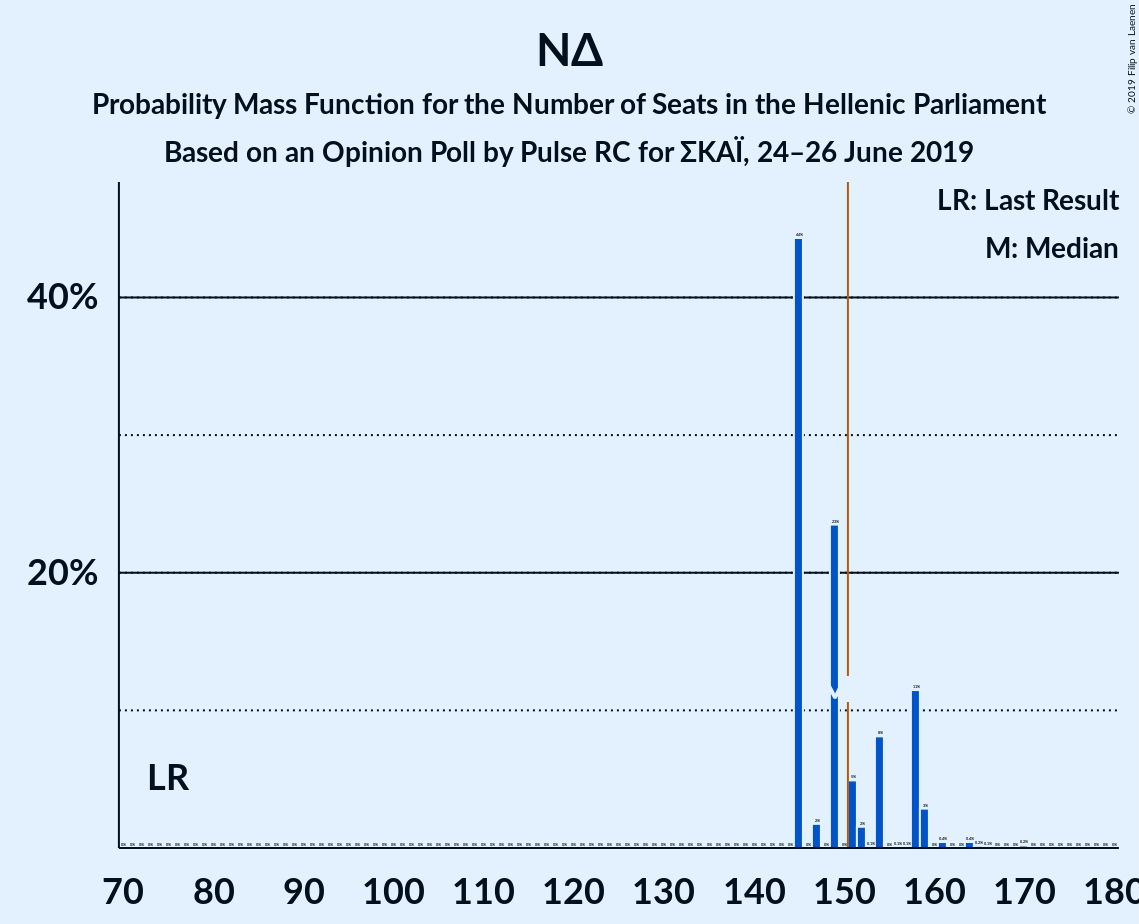 © 2019 Filip van Laenen
ΝΔ
Probability Mass Function for the Number of Seats in the Hellenic Parliament
Based on an Opinion Poll by Pulse RC for ΣΚΑΪ, 24–26 June 2019
LR: Last Result
M: Median
40%
20%
LR
M
70 80 90 100 110 120 130 140 150 160 170 180